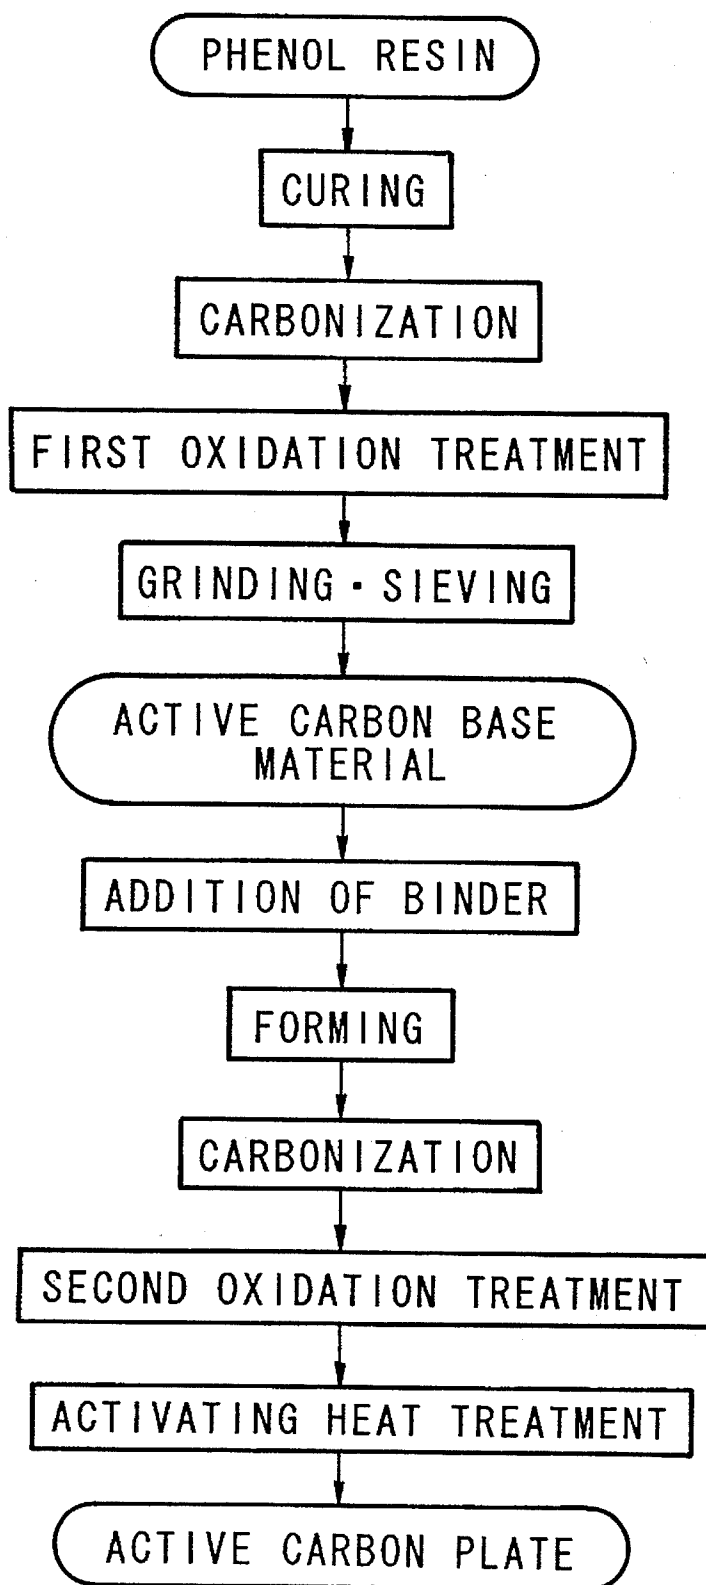 PHENOL RESIN
CURING
CARBONIZATION
FIRST OXIDATION TREATMENT
GRINDING・SIEVING
ACTIVE CARBON BASE
MATERIAL
ADDITION OF BINDER
FORMING
CARBONIZATION
SECOND OXIDATION TREATMENT
ACTIVATING HEAT TREATMENT
ACTIVE CARBON PLATE